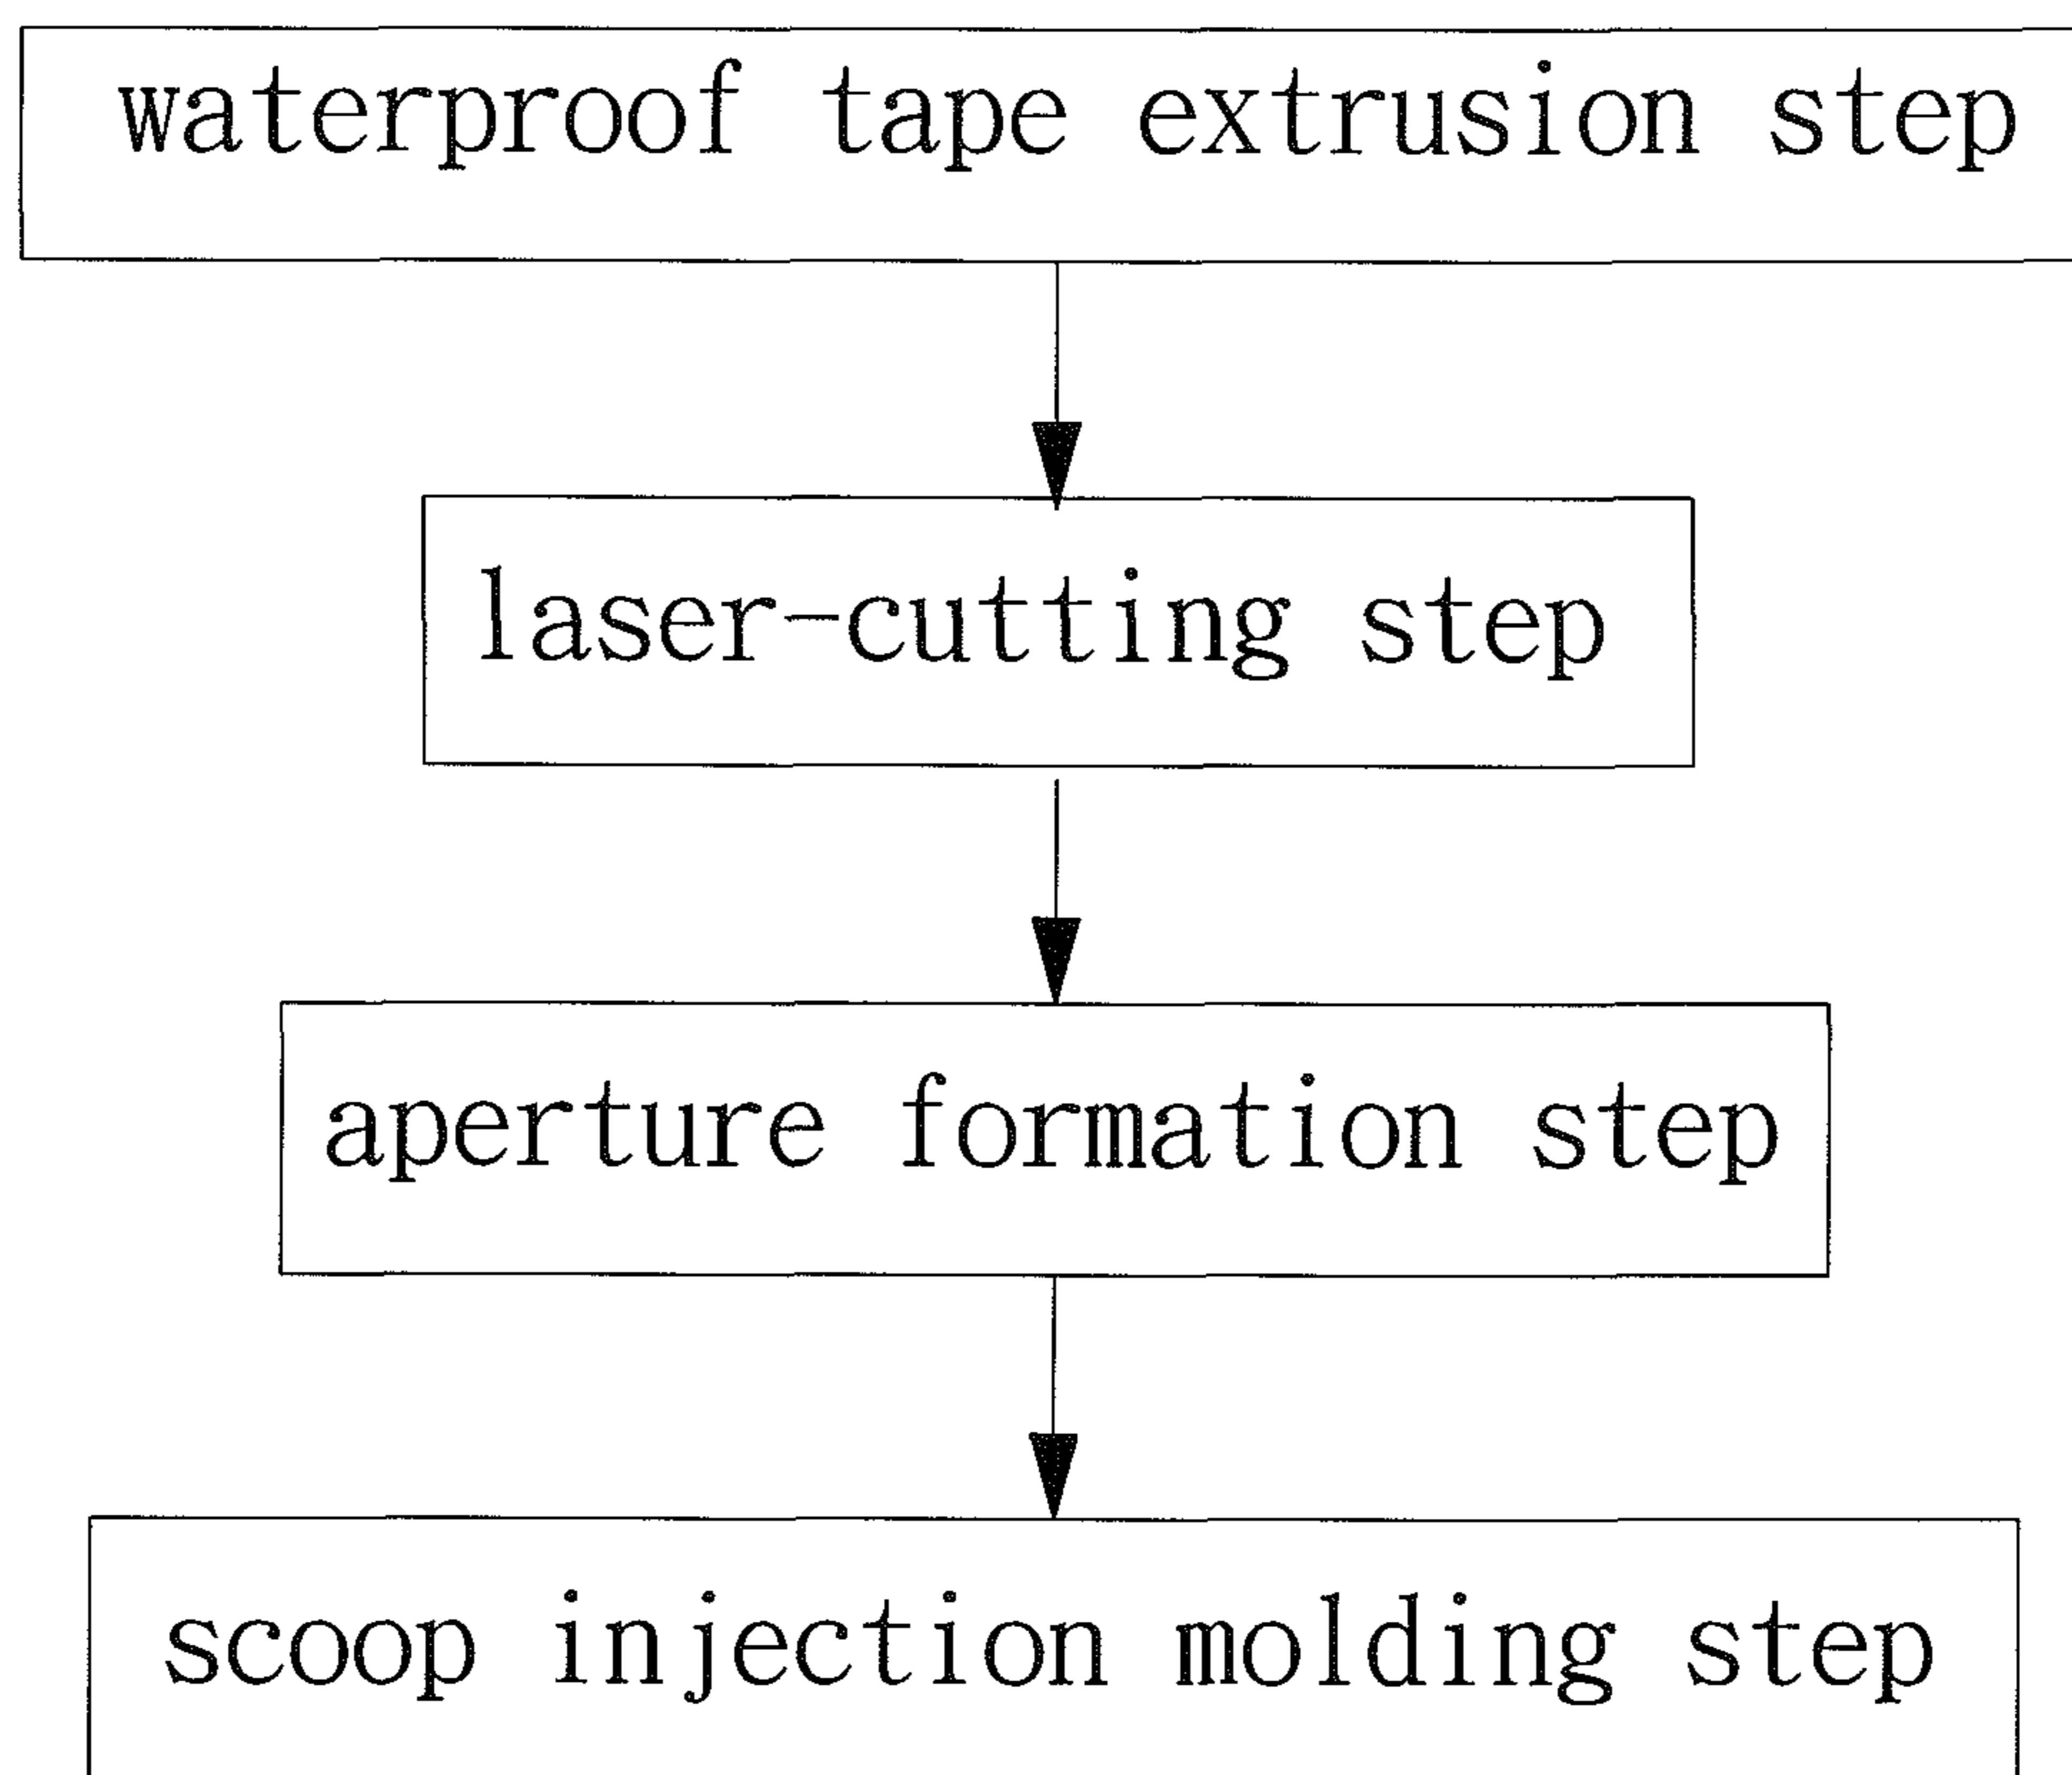 waterproof tape extrusion step
laser-cutting step
aperture formation step
scoop injection molding step